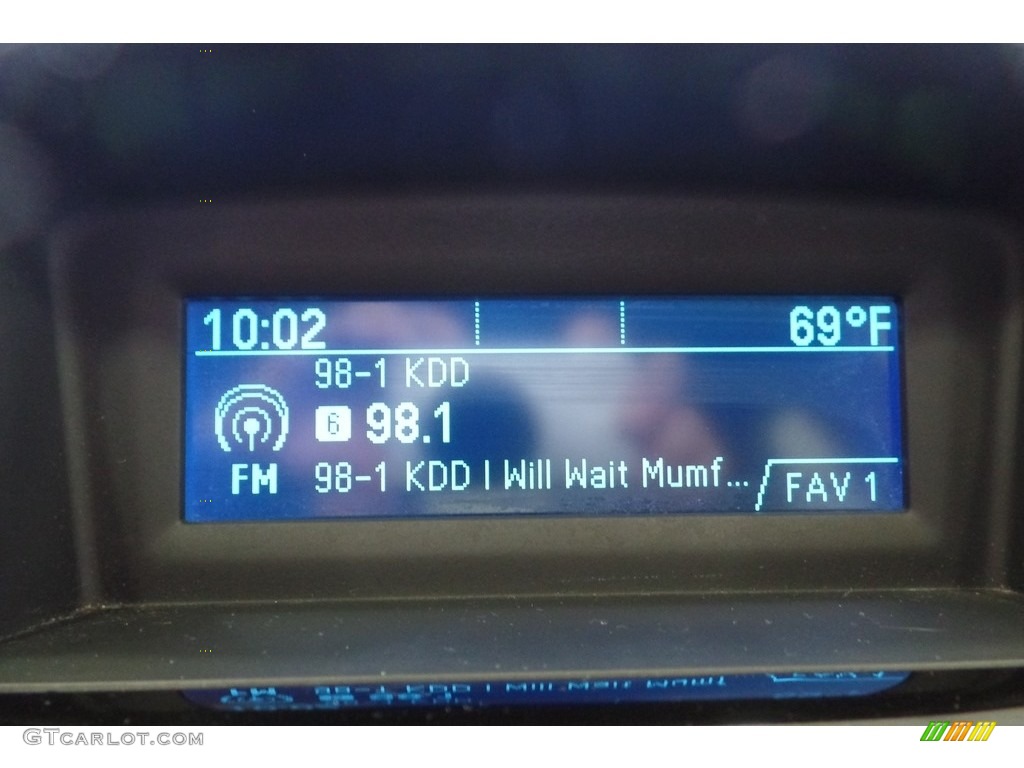 10:02 69°F
98-1 KDD
6 98.1
FM 98-1 KDD I Will Wait Mumf... FAV 1
GTCARLOT.COM